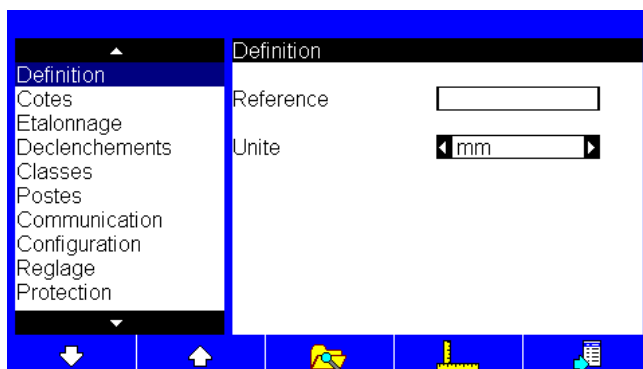 Definition
Cotes
Etalonnage
Declenchements
Classes
Postes
Communication
Configuration
Reglage
Protection
Definition
Reference
Unite mm